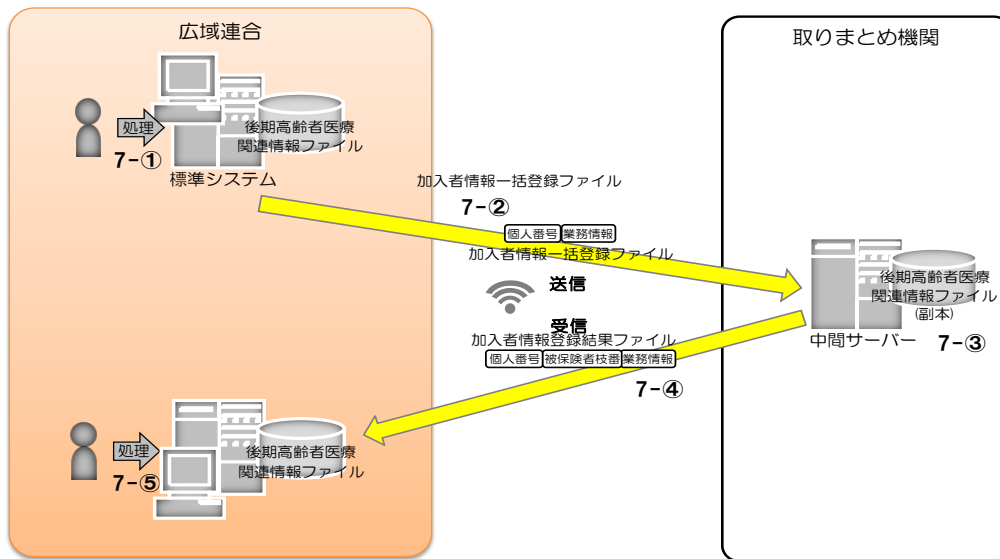 広域連合
取りまとめ機関
処理
7-①
後期高齢者医療
関連情報ファイル
標準システム
加入者情報一括登録ファイル
7-②
個人番号 業務情報
加入者情報一括登録ファイル
送信
受信
後期高齢者医療
関連情報ファイル
(副本)
中間サーバー
7-③
加入者情報登録結果ファイル
個人番号 被保険者枝番 業務情報
7-④
処理
7-⑤
後期高齢者医療
関連情報ファイル